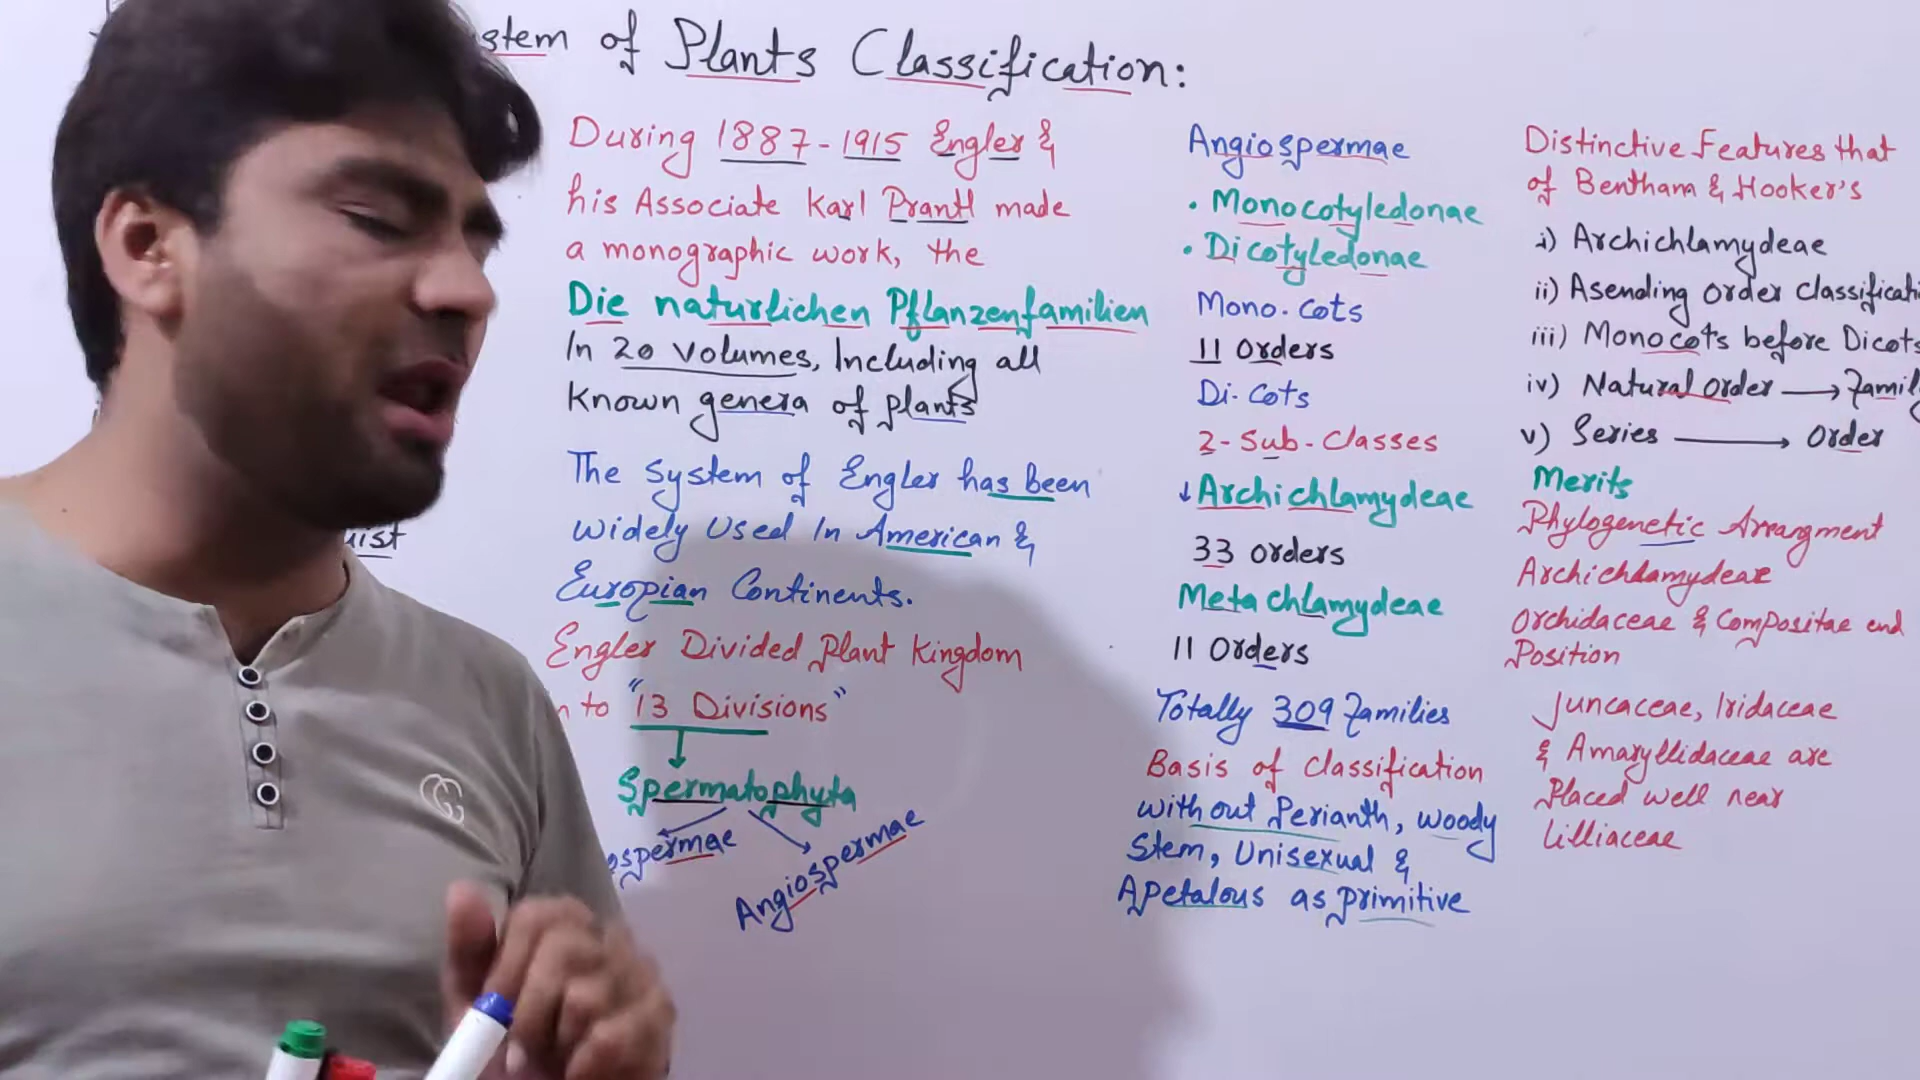 of Plants Classification:
During 1887-1915 Engler &
his Associate Karl Prantl made
a monographic work, the
Die naturlichen Pflanzenfamilien
In 20 volumes, Including all
Known genera of plants
The System of Engler has been
Widely Used In American &
Europian Continents.
Engler Divided Plant Kingdom
to "13 Divisions"
Spermatophyta
Angiospermae
Angiospermae
• Monocotyledonae
• Dicotyledonae
Mono.cots
11 Orders
Di-cots
2-Sub-Classes
↓Archichlamydeae
33 orders
Metachlamydeae
11 Orders
Totally 309 Families
Basis of classification
without Perianth, woody
Stem, Unisexual &
Apetalous as primitive
Distinctive Features that
of Bentham & Hooker's
i) Archichlamydeae
ii) Asending order
iii) Monocots before Dicots
iv) Natural order →
v) Series → Order
Merits
Phylogenetic Arrangment
Archichlamydeae
Orchidaceae & Compositae end
Position
Juncaceae, Iridaceae
& Amaryllidaceae are
Placed well near
Lilliaceae